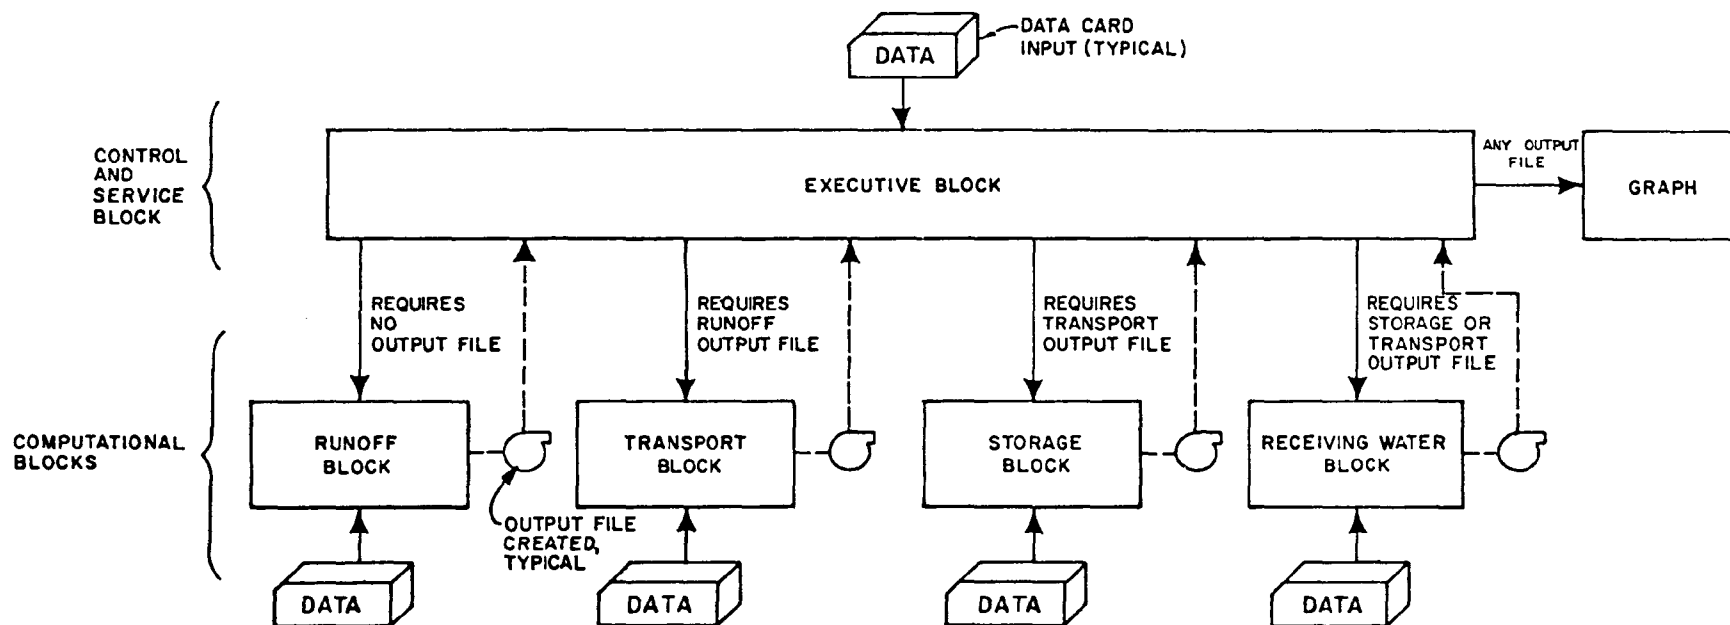 DATA
DATA CARD
INPUT (TYPICAL)
CONTROL
AND
SERVICE
BLOCK
EXECUTIVE BLOCK
ANY OUTPUT
FILE
GRAPH
REQUIRES
NO
OUTPUT FILE
REQUIRES
RUNOFF
OUTPUT FILE
REQUIRES
TRANSPORT
OUTPUT FILE
REQUIRES
STORAGE OR
TRANSPORT
OUTPUT FILE
COMPUTATIONAL
BLOCKS
RUNOFF
BLOCK
TRANSPORT
BLOCK
STORAGE
BLOCK
RECEIVING WATER
BLOCK
OUTPUT FILE
CREATED,
TYPICAL
DATA
DATA
DATA
DATA